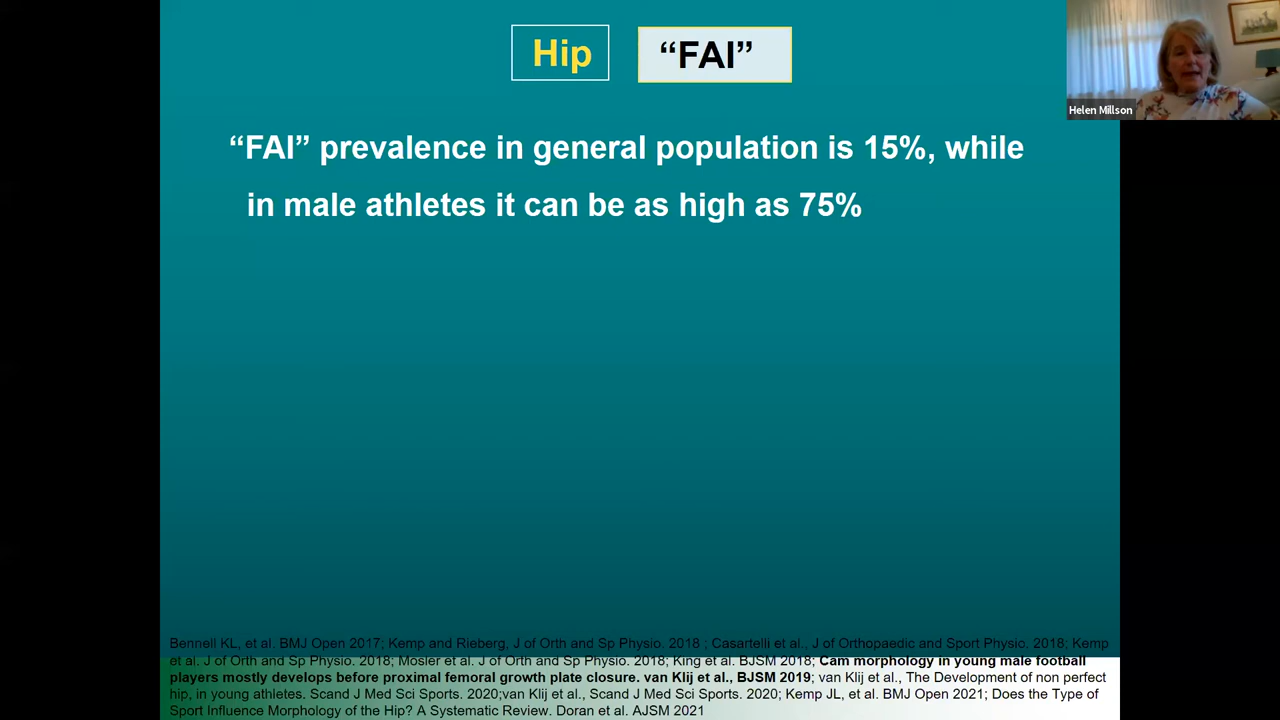 Hip
“FAI”
Helen Millson
“FAI” prevalence in general population is 15%, while
in male athletes it can be as high as 75%
Bennell KL, et al. BMJ Open 2017; Kemp and Rieberg, J of Orth and Sp Physio. 2018 ; Casartelli et al., J of Orthopaedic and Sport Physio. 2018; Kemp
et al. J of Orth and Sp Physio. 2018; Mosler et al. J of Orth and Sp Physio. 2018; King et al. BJSM 2018; Cam morphology in young male football
players mostly develops before proximal femoral growth plate closure. van Klij et al., BJSM 2019; van Klij et al., The Development of non perfect
hip, in young athletes. Scand J Med Sci Sports. 2020;van Klij et al., Scand J Med Sci Sports. 2020; Kemp JL, et al. BMJ Open 2021; Does the Type of
Sport Influence Morphology of the Hip? A Systematic Review. Doran et al. AJSM 2021